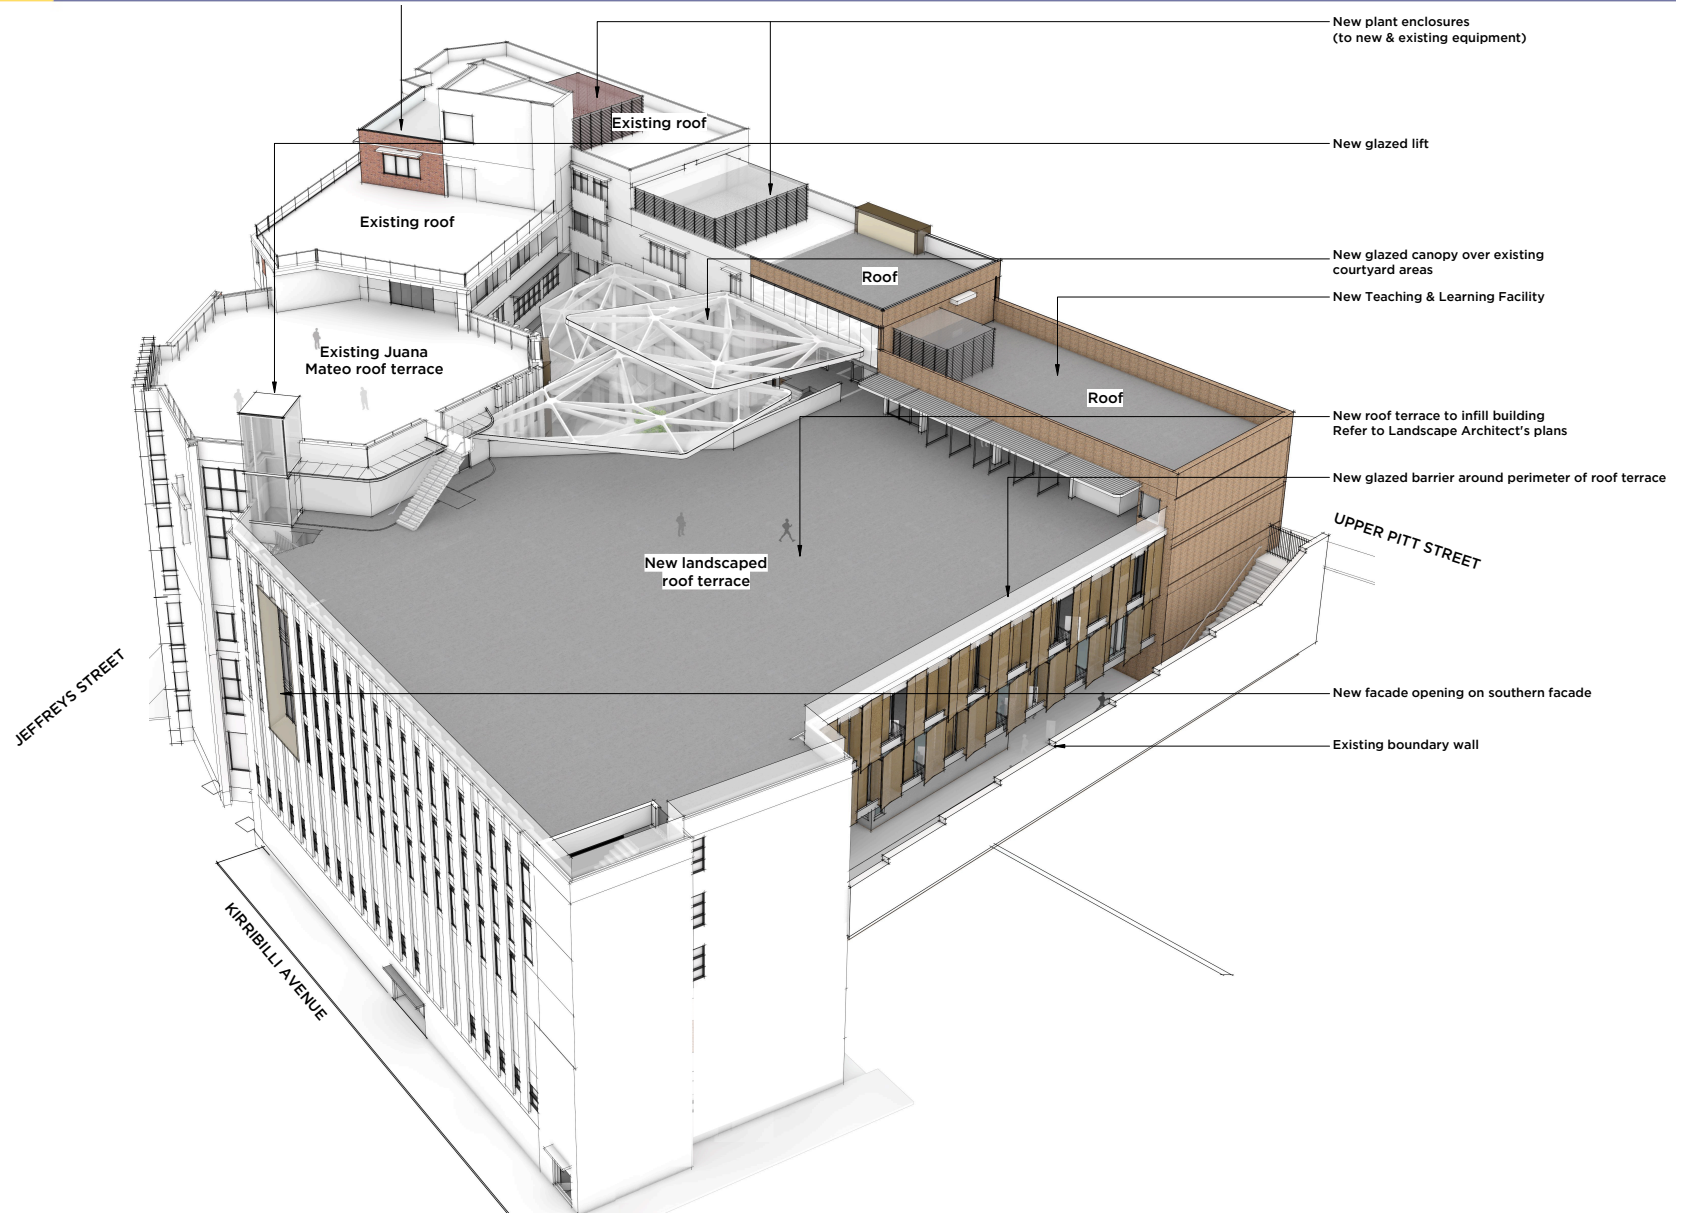 New plant enclosures
(to new & existing equipment)
Existing roof
New glazed lift
Existing roof
New glazed canopy over existing
courtyard areas
Roof
New Teaching & Learning Facility
Existing Juana
Mateo roof terrace
Roof
New roof terrace to infill building
Refer to Landscape Architect's plans
New glazed barrier around perimeter of roof terrace
UPPER PITT STREET
New landscaped
roof terrace
JEFFREYS STREET
New facade opening on southern facade
Existing boundary wall
KIRRIBILLI AVENUE